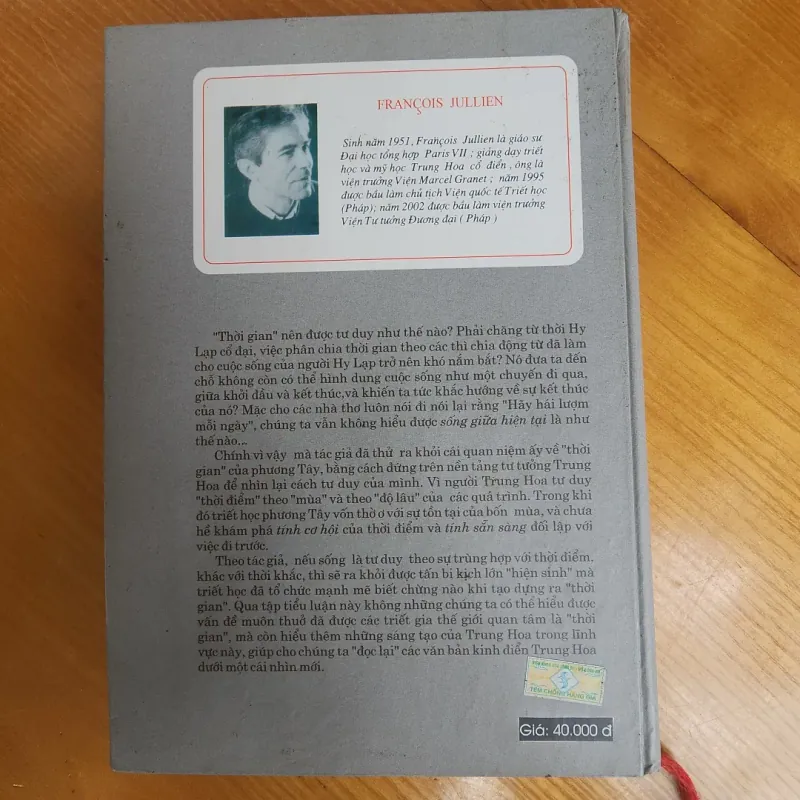 FRANÇOIS JULLIEN
Sinh năm 1951, François Jullien là giáo sư
Đại học tổng hợp Paris VII ; giảng dạy triết
học và mỹ học Trung Hoa cổ điển , ông là
viện trưởng Viện Marcel Granet ; năm 1995
được bầu làm chủ tịch Viện quốc tế Triết học
(Pháp); năm 2002 được bầu làm viện trưởng
Viện Tư tưởng Đương đại ( Pháp )
"Thời gian" nên được tư duy như thế nào? Phải chăng từ thời Hy
Lạp cổ đại, việc phân chia thời gian theo các thì chia động từ đã làm
cho cuộc sống của người Hy Lạp trở nên khó nắm bắt? Nó đưa ta đến
chỗ không còn có thể hình dung cuộc sống như một chuyến đi qua,
giữa khởi đầu và kết thúc,và khiến ta tức khắc hướng về sự kết thúc
của nó? Mặc cho các nhà thơ luôn nói đi nói lại rằng "Hãy hái lượm
mỗi ngày", chúng ta vẫn không hiểu được sống giữa hiện tại là như
thế nào...
Chính vì vậy mà tác giả đã thử ra khỏi cái quan niệm ấy về "thời
gian" của phương Tây, bằng cách đứng trên nền tảng tư tưởng Trung
Hoa để nhìn lại cách tư duy của mình. Vì người Trung Hoa tư duy
"thời điểm" theo "mùa" và theo "độ lâu" của các quá trình. Trong khi
đó triết học phương Tây vốn thờ ơ với sự tồn tại của bốn mùa, và chưa
hề khám phá tính cơ hội của thời điểm và tính sẵn sàng đối lập với
việc đi trước.
Theo tác giả, nếu sống là tư duy theo sự trùng hợp với thời điểm.
khác với thời khắc, thì sẽ ra khỏi được tấn bi kịch lớn "hiện sinh" mà
triết học đã tổ chức mạnh mẽ biết chừng nào khi tạo dựng ra "thời
gian". Qua tập tiểu luận này không những chúng ta có thể hiểu được
vấn đề muôn thuở đã được các triết gia thế giới quan tâm là "thời
gian", mà còn hiểu thêm những sáng tạo của Trung Hoa trong lĩnh
vực này, giúp cho chúng ta "đọc lại" các văn bản kinh điển Trung Hoa
dưới một cái nhìn mới.
TEM CHỐNG HÀNG GIẢ
Giá: 40.000 đ